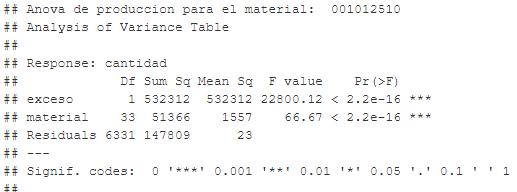 ## Anova de produccion para el material:  001012510
## Analysis of Variance Table
##
## Response: cantidad
##             Df Sum Sq Mean Sq  F value    Pr(>F)
## exceso       1 532312  532312 22800.12 < 2.2e-16 ***
## material    33  51366    1557    66.67 < 2.2e-16 ***
## Residuals 6331 147809      23
## ---
## Signif. codes:  0 '***' 0.001 '**' 0.01 '*' 0.05 '.' 0.1 ' ' 1
##